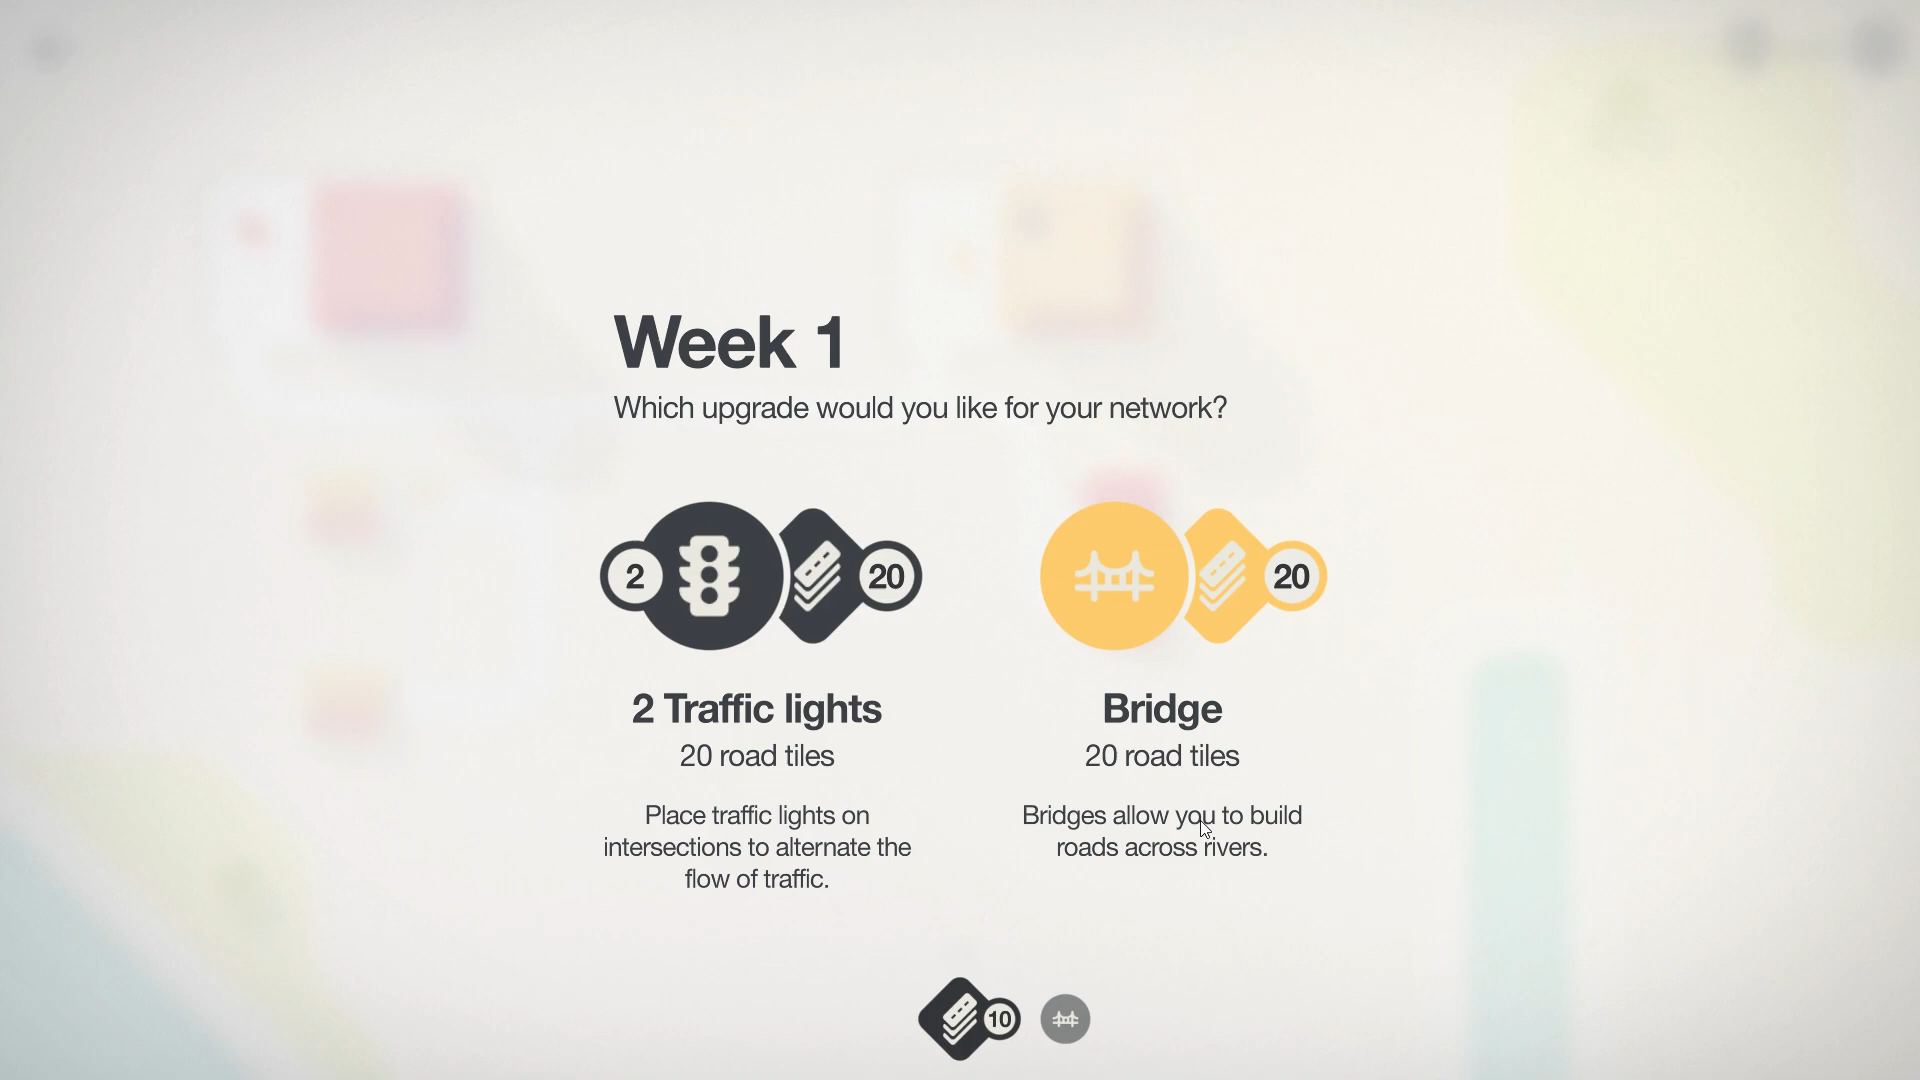 Week 1
Which upgrade would you like for your network?
2
20
20
2 Traffic lights
20 road tiles
Place traffic lights on
intersections to alternate the
flow of traffic.
Bridge
20 road tiles
Bridges allow you to build
roads across rivers.
10